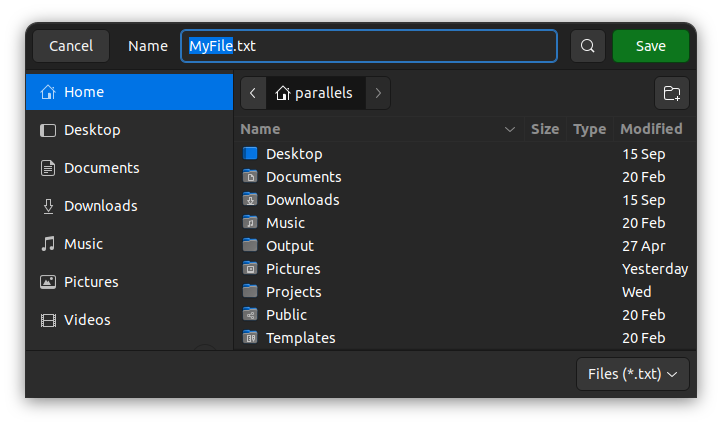 Cancel Name MyFile.txt Save
Home
Desktop
Documents
Downloads
Music
Pictures
Videos
parallels
Name Size Type Modified
Desktop 15 Sep
Documents 20 Feb
Downloads 15 Sep
Music 20 Feb
Output 27 Apr
Pictures Yesterday
Projects Wed
Public 20 Feb
Templates 20 Feb
Files (*.txt)